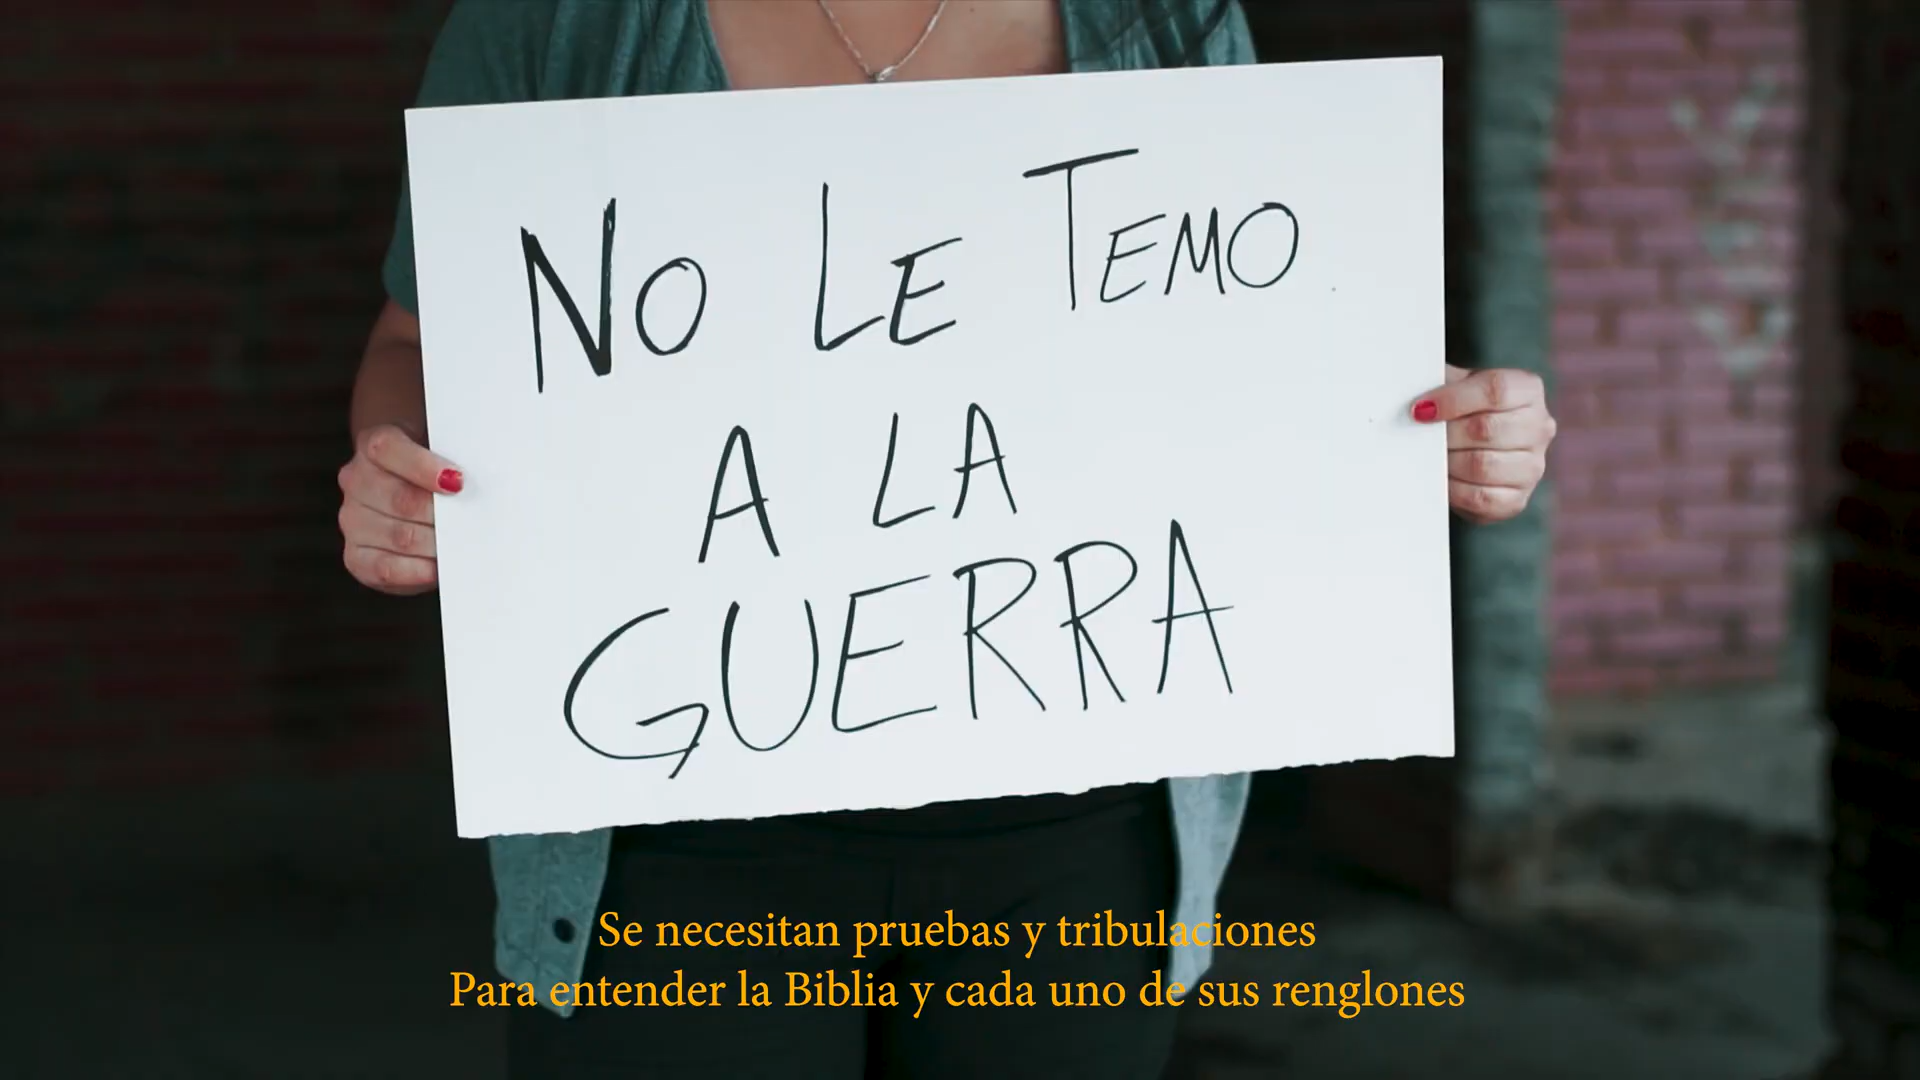 No Le Temo
A LA
GUERRA
Se necesitan pruebas y tribulaciones
Para entender la Biblia y cada uno de sus renglones